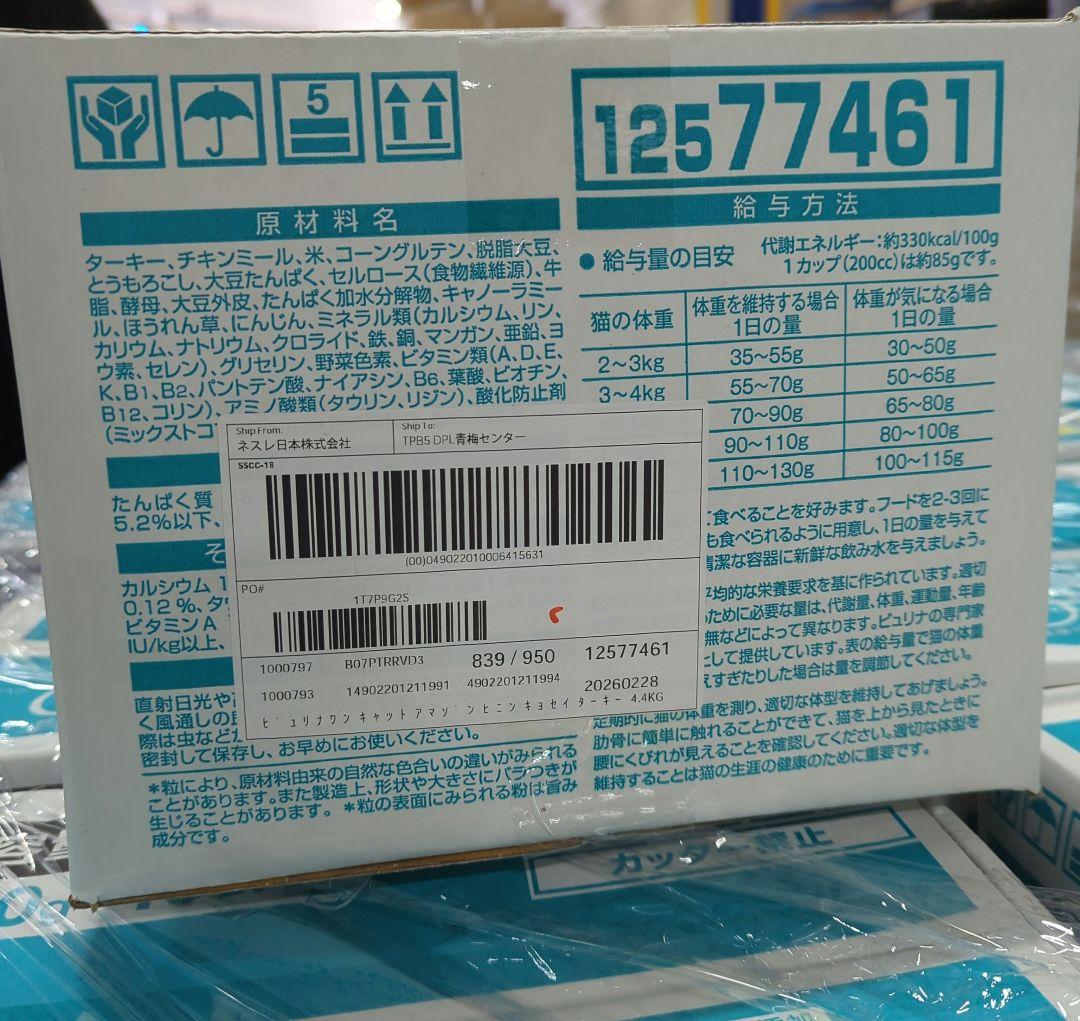 5
12577461
原材料名
ターキー、チキンミール、米、コーングルテン、脱脂大豆、
とうもろこし、大豆たんぱく、セルロース(食物繊維源)、牛
脂、酵母、大豆外皮、たんぱく加水分解物、キャノーラミー
ル、ほうれん草、にんじん、ミネラル類(カルシウム、リン、
カリウム、ナトリウム、クロライド、鉄、銅、マンガン、亜鉛、ヨ
ウ素、セレン)、グリセリン、野菜色素、ビタミン類(A、D、E、
K、B1、B2、パントテン酸、ナイアシン、B6、葉酸、ビオチン、
B12、コリン)、アミノ酸類(タウリン、リジン)、酸化防止剤
(ミックストコ
たんぱく質
5.2%以下、
そ
カルシウム 1
0.12%、タ
ビタミンA
IU/kg以上、
直射日光や
く風通しの
際は虫など
密封して保存し、お早めにお使いください。
*粒により、原材料由来の自然な色合いの違いがみられる
ことがあります。また製造上、形状や大きさにバラつきが
生じることがあります。 *粒の表面にみられる粉は旨み
成分です。
給与方法
●給与量の目安
代謝エネルギー:約330kcal/100g
1カップ(200cc)は約85gです。
猫の体重 体重を維持する場合 1日の量 体重が気になる場合 1日の量
2~3kg 35~55g 30~50g
3~4kg 55~70g 50~65g
70~90g 65~80g
90~110g 80~100g
110~130g 100~115g
食べることを好みます。フードを2-3回に
も食べられるように用意し、1日の量を与えて
清潔な容器に新鮮な飲み水を与えましょう。
平均的な栄養要求を基に作られています。適切
ために必要な量は、代謝量、体重、運動量、年齢
無などによって異なります。ピュリナの専門家
として提供しています。表の給与量で猫の体重
えすぎたりした場合は量を調節してください。
定期的に猫の体重を測り、適切な体型を維持してあげましょう。
肋骨に簡単に触れることができて、猫を上から見たときに
腰にくびれが見えることを確認してください。適切な体型を
維持することは猫の生涯の健康のために重要です。
Ship From:
ネスレ日本株式会社
Ship To:
TPB5 DPL青梅センター
SSCC-18
(00)049022010006415631
PO#
1T7P9G2S
1000797 B07PTRRVD3 839 / 950 12577461
1000793 14902201211991 4902201211994 20260228
ピュリナワンキャットアマゾンヒニンキョセイターキー 4.4KG
カッター禁止